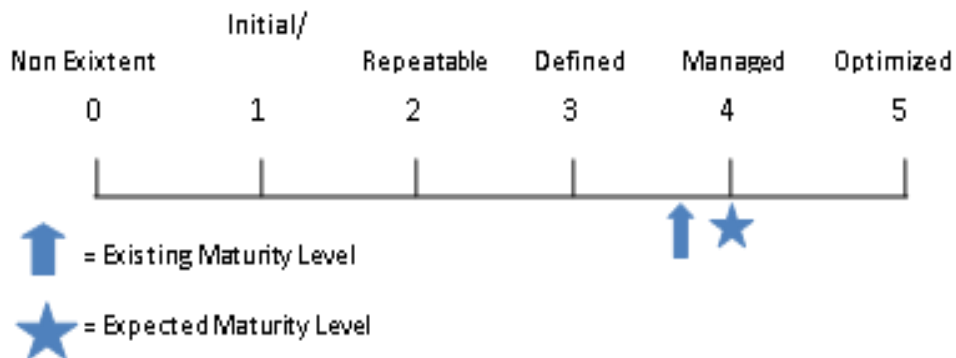 Initial/
Non Exixtent Repeatable Defined Managed Optimized
0 1 2 3 4 5
= Existing Maturity Level
= Expected Maturity Level